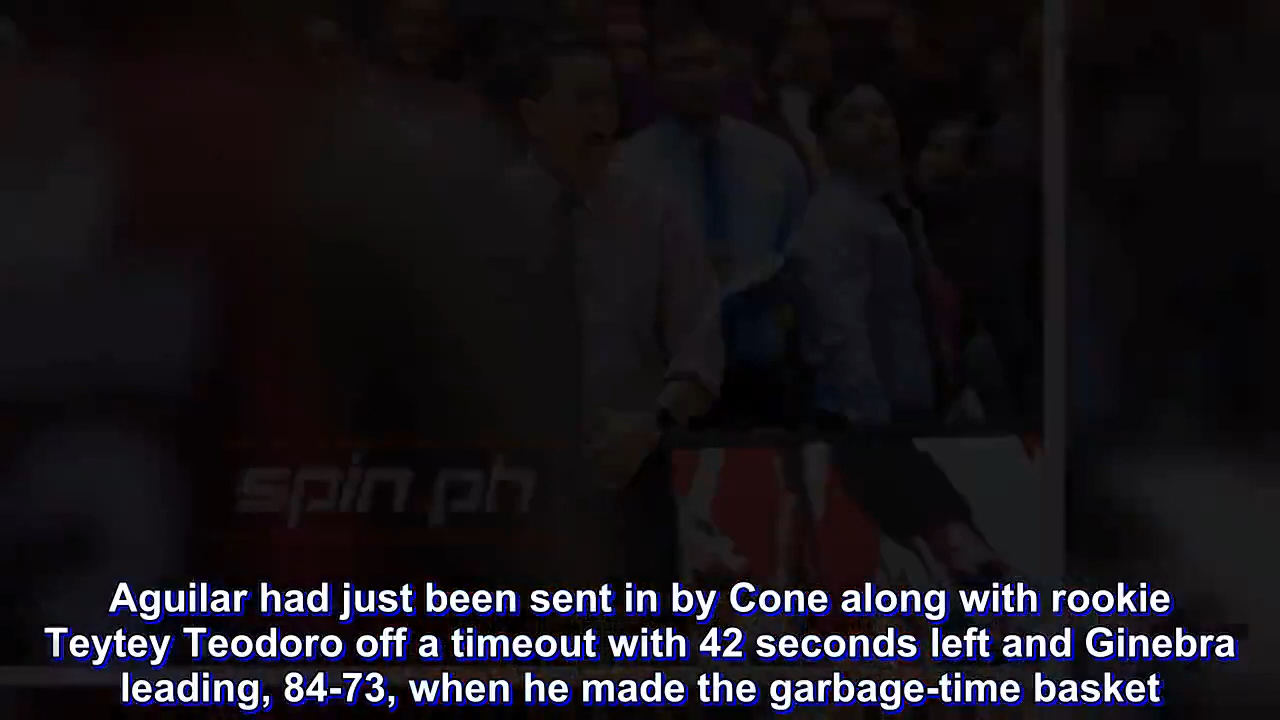 spin.ph
Aguilar had just been sent in by Cone along with rookie
Teytey Teodoro off a timeout with 42 seconds left and Ginebra
leading, 84-73, when he made the garbage-time basket